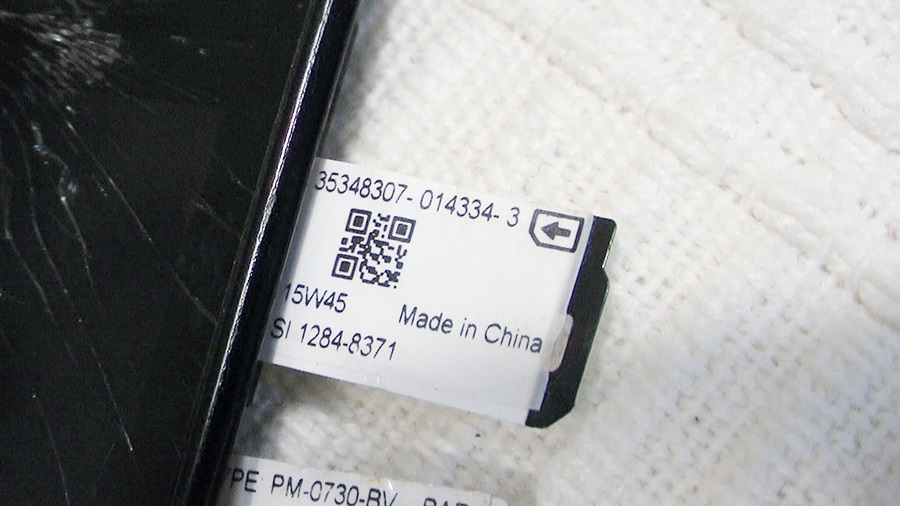 35348307- 014334- 3
15W45
Made in China
SI 1284-8371
PM-0730-BV